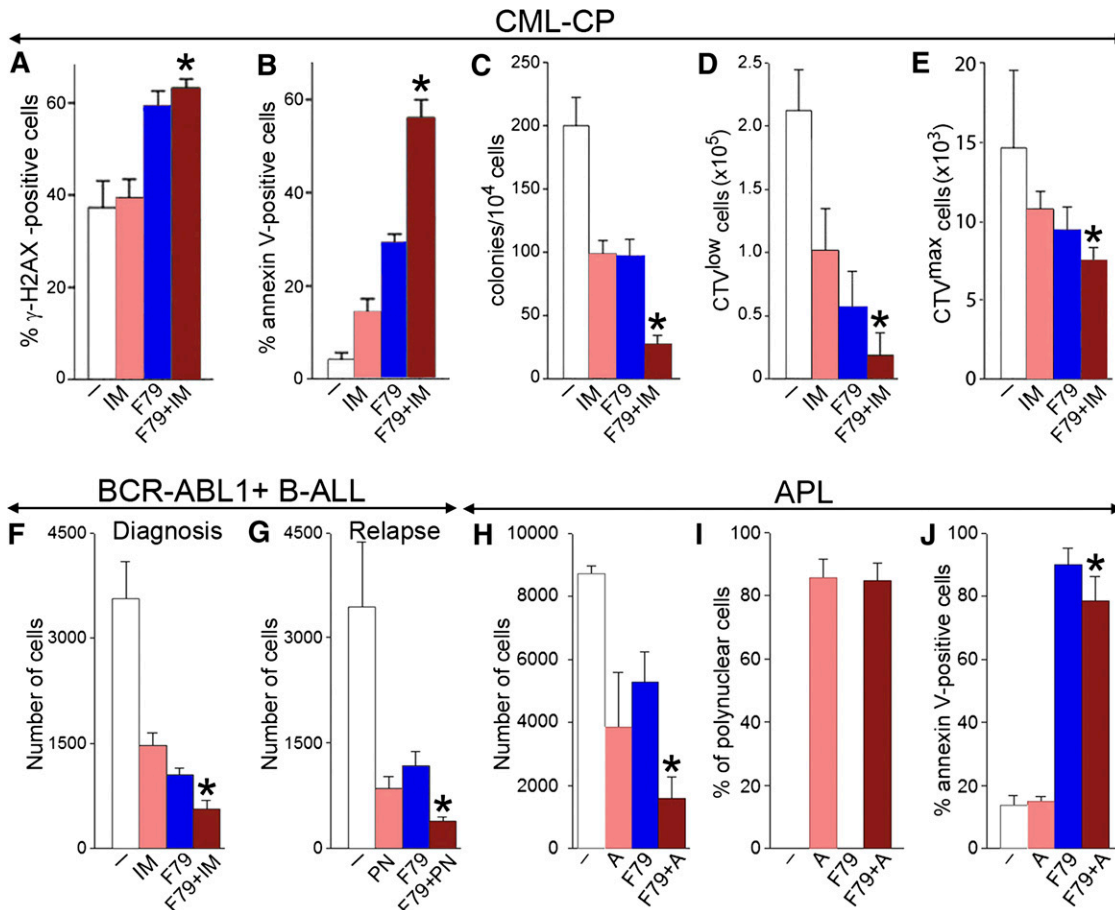 CML-CP
A
% γ-H2AX -positive cells
60
40
20
0
*
– IM F79 F79+IM
B
% annexin V-positive cells
60
40
20
0
*
– IM F79 F79+IM
C
colonies/10⁴ cells
250
200
150
100
50
0
*
– IM F79 F79+IM
D
CTVlow cells (x10⁵)
2.5
2.0
1.5
1.0
0.5
0
*
– IM F79 F79+IM
E
CTVmax cells (x10³)
20
15
10
5
0
*
– IM F79 F79+IM
BCR-ABL1+ B-ALL
F
Diagnosis
Number of cells
4500
3000
1500
0
*
– IM F79 F79+IM
G
Relapse
Number of cells
4500
3000
1500
0
*
– PN F79 F79+PN
APL
H
Number of cells
10000
8000
6000
4000
2000
0
*
– A F79 F79+A
I
% of polynuclear cells
100
80
60
40
20
0
– A F79 F79+A
J
% annexin V-positive cells
100
80
60
40
20
0
*
– A F79 F79+A